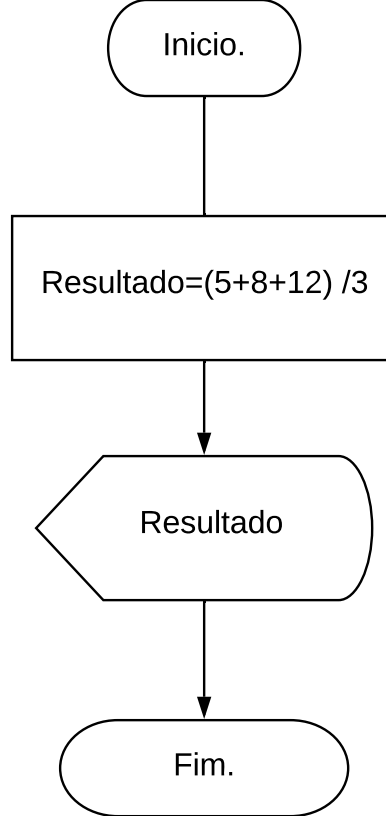 Inicio.
Resultado=(5+8+12) /3
Resultado
Fim.